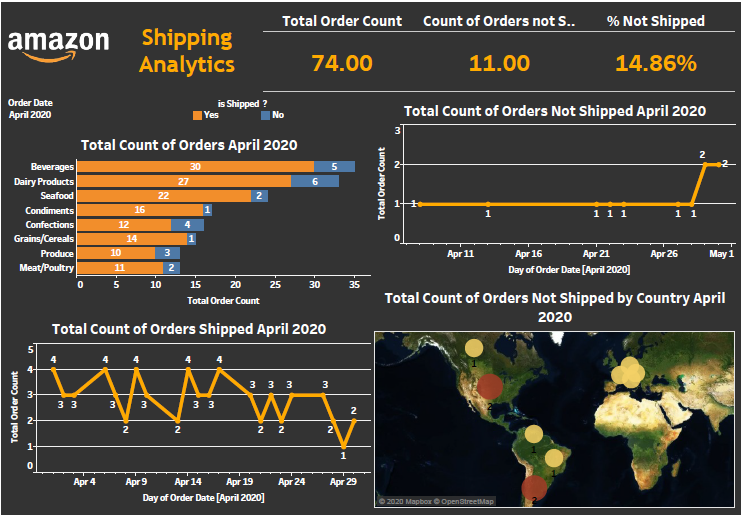 amazon
Shipping
Analytics
Total Order Count
74.00
Count of Orders not S..
11.00
% Not Shipped
14.86%
Order Date
April 2020
is Shipped ?
Yes
No
Total Count of Orders April 2020
Beverages 30 5
Dairy Products 27 6
Seafood 22 2
Condiments 16 1
Confections 12 4
Grains/Cereals 14 1
Produce 10 3
Meat/Poultry 11 2
0 5 10 15 20 25 30 35
Total Order Count
Total Count of Orders Not Shipped April 2020
Total Order Count
3
2
1
0
1 1 1 1 1 1 1 2 2
Apr 11 Apr 16 Apr 21 Apr 26 May 1
Day of Order Date [April 2020]
Total Count of Orders Shipped April 2020
Total Order Count
5
4
3
2
1
0
4 3 3 4 3 2 4 3 2 4 3 3 4 3 2 3 2 3 3 2 1 2
Apr 4 Apr 9 Apr 14 Apr 19 Apr 24 Apr 29
Day of Order Date [April 2020]
Total Count of Orders Not Shipped by Country April
2020
1
2
1
1
2
© 2020 Mapbox © OpenStreetMap